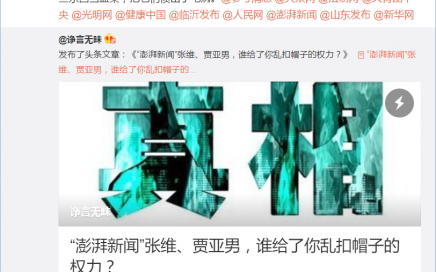 央 @光明网 @健康中国 @临沂发布 @人民网 @澎湃新闻 @山东发布 @新华网
@诤言无昧
发布了头条文章：《“澎湃新闻”张维、贾亚男，谁给了你乱扣帽子的权力？》 “澎湃新闻”张
维、贾亚男，谁给了你乱扣帽子的...
真相
诤言无昧
“澎湃新闻”张维、贾亚男，谁给了你乱扣帽子的
权力？